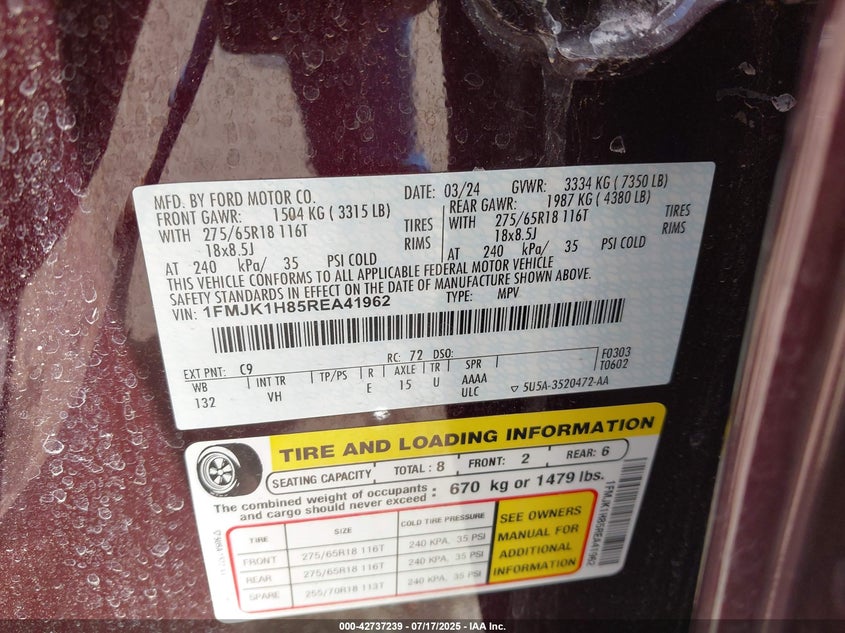 MFD. BY FORD MOTOR CO.
DATE: 03/24 GVWR: 3334 KG ( 7350 LB)
FRONT GAWR: 1504 KG ( 3315 LB)
REAR GAWR: 1987 KG ( 4380 LB)
WITH 275/65R18 116T TIRES
WITH 275/65R18 116T TIRES
18x8.5J RIMS
18x8.5J RIMS
AT 240 kPa/ 35 PSI COLD
AT 240 kPa/ 35 PSI COLD
THIS VEHICLE CONFORMS TO ALL APPLICABLE FEDERAL MOTOR VEHICLE
SAFETY STANDARDS IN EFFECT ON THE DATE OF MANUFACTURE SHOWN ABOVE.
VIN: 1FMJK1H85REA41962 TYPE: MPV
EXT PNT: C9 RC: 72 DSO: F0303
WB INT TR TP/PS R AXLE TR SPR T0602
132 VH E 15 U AAAA
ULC ▽ 5U5A-3520472-AA
TIRE AND LOADING INFORMATION
SEATING CAPACITY TOTAL : 8 FRONT: 2 REAR: 6
The combined weight of occupants
and cargo should never exceed : 670 kg or 1479 lbs.
TIRE SIZE COLD TIRE PRESSURE
FRONT 275/65R18 116T 240 KPA, 35 PSI
REAR 275/65R18 116T 240 KPA, 35 PSI
SPARE 255/70R18 113T 240 KPA, 35 PSI
SEE OWNERS
MANUAL FOR
ADDITIONAL
INFORMATION
1FMJK1H85REA41962
000-42737239 - 07/17/2025 - IAA Inc.